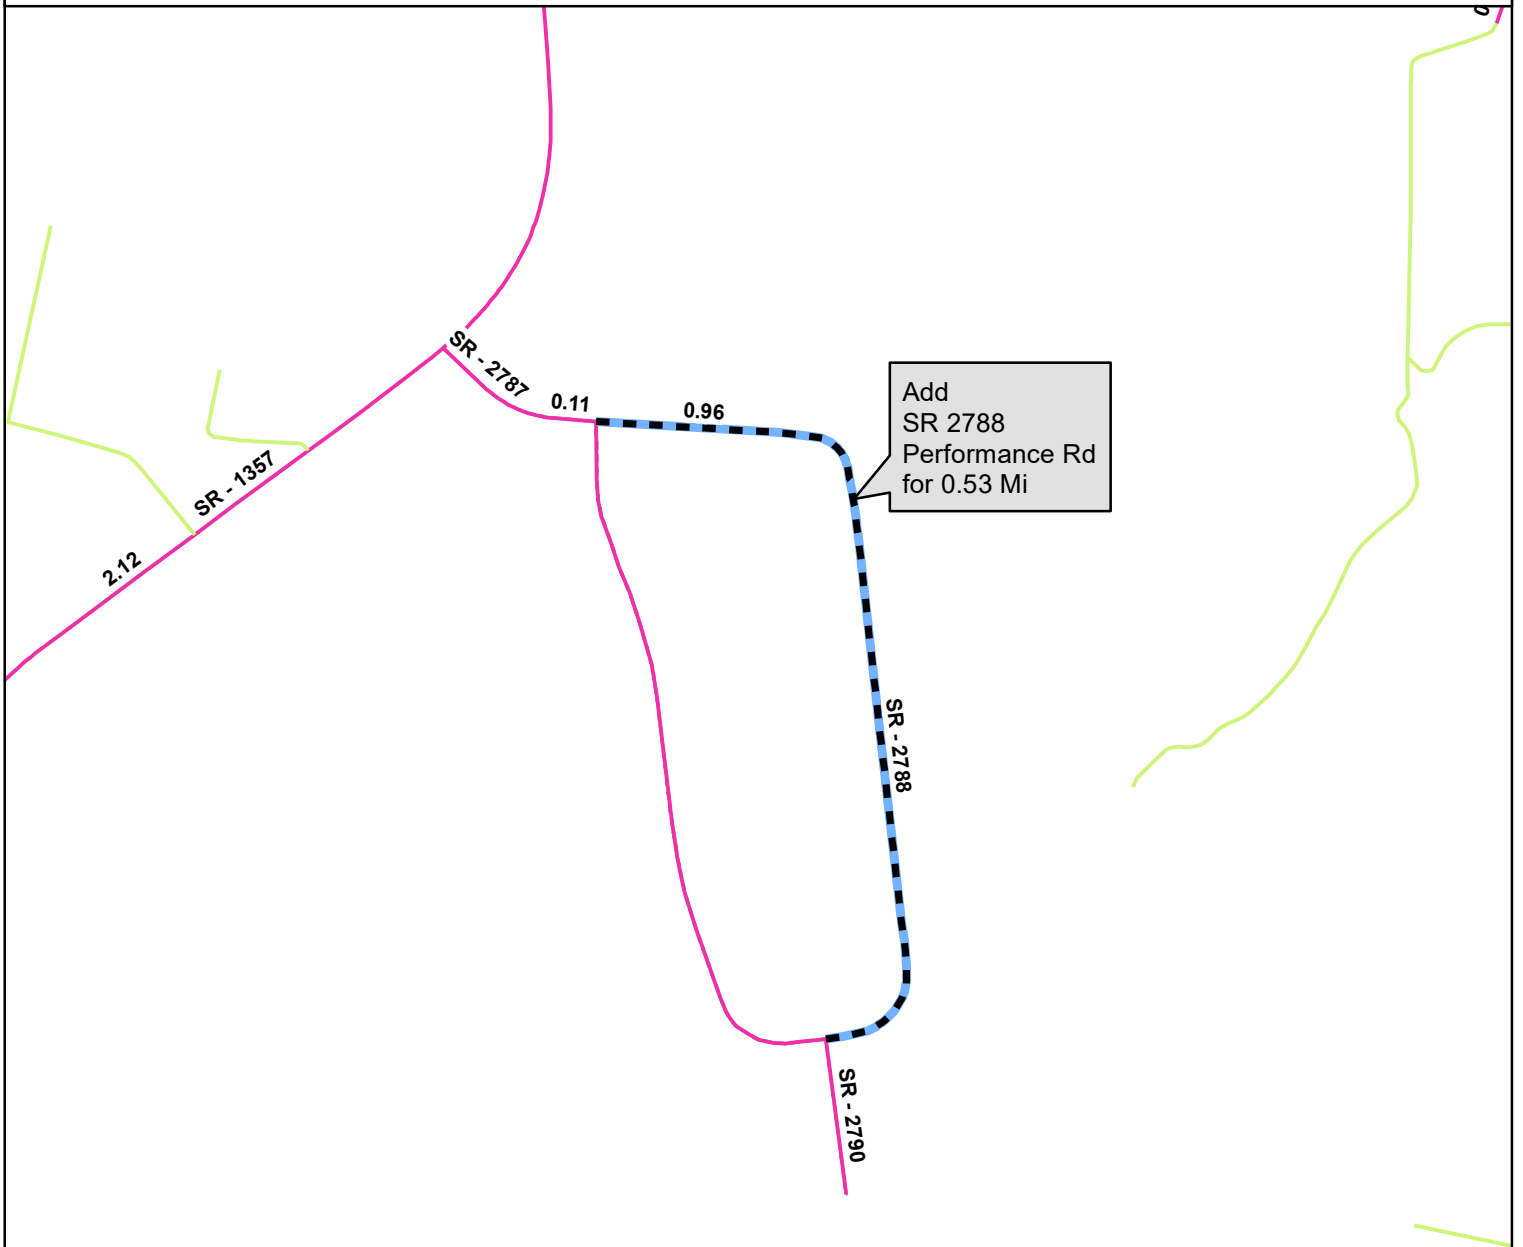 SR - 2787
0.11
0.96
Add
SR 2788
Performance Rd
for 0.53 Mi
SR - 1357
2.12
SR - 2788
SR - 2790